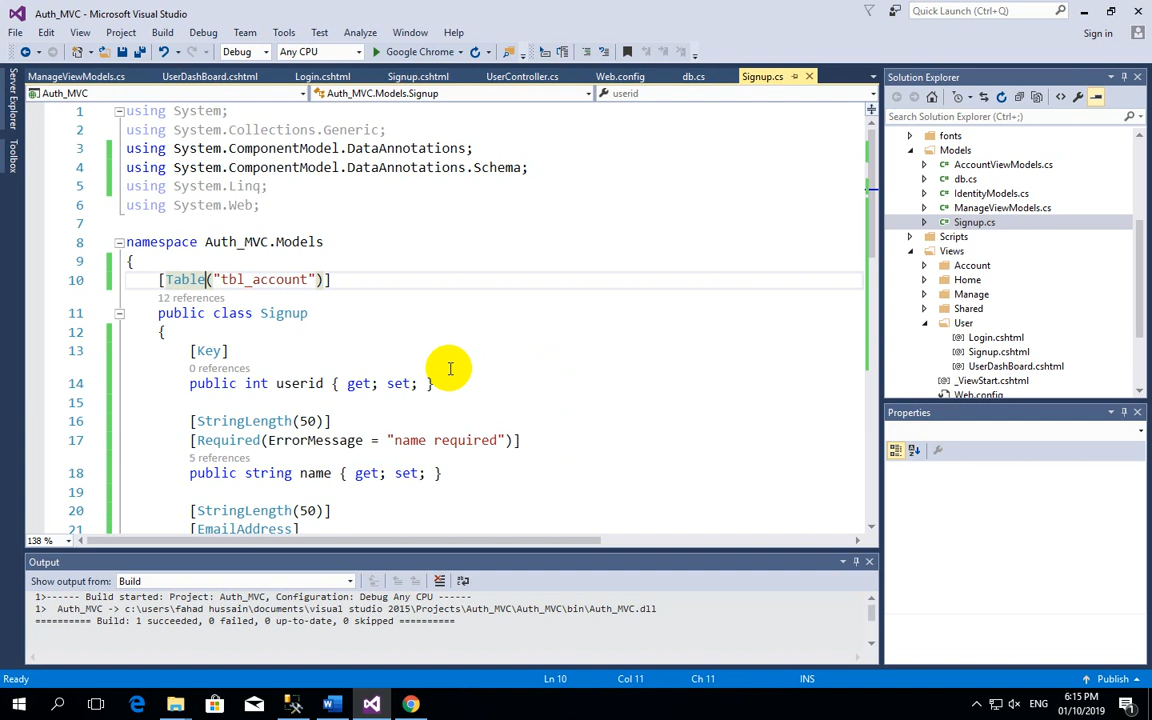 Auth_MVC - Microsoft Visual Studio
Quick Launch (Ctrl+;)
File Edit View Project Build Debug Team Tools Test Analyze Window Help
Sign in
Debug Any CPU Google Chrome
Server Explorer
Toolbox
ManageViewModels.cs UserDashBoard.cshtml Login.cshtml Signup.cshtml UserController.cs Web.config db.cs Signup.cs
Auth_MVC Auth_MVC.Models.Signup userid
1 using System;
2 using System.Collections.Generic;
3 using System.ComponentModel.DataAnnotations;
4 using System.ComponentModel.DataAnnotations.Schema;
5 using System.Linq;
6 using System.Web;
7
8 namespace Auth_MVC.Models
9 {
10 [Table("tbl_account")]
12 references
11 public class Signup
12 {
13 [Key]
0 references
14 public int userid { get; set; }
15
16 [StringLength(50)]
17 [Required(ErrorMessage = "name required")]
5 references
18 public string name { get; set; }
19
20 [StringLength(50)]
21 [EmailAddress]
138 %
Solution Explorer
Search Solution Explorer (Ctrl+;)
fonts
Models
AccountViewModels.cs
db.cs
IdentityModels.cs
ManageViewModels.cs
Signup.cs
Scripts
Views
Account
Home
Manage
Shared
User
Login.cshtml
Signup.cshtml
UserDashBoard.cshtml
_ViewStart.cshtml
Web.config
Properties
Output
Show output from: Build
1>------ Build started: Project: Auth_MVC, Configuration: Debug Any CPU ------
1> Auth_MVC -> c:\users\fahad hussain\documents\visual studio 2015\Projects\Auth_MVC\Auth_MVC\bin\Auth_MVC.dll
========== Build: 1 succeeded, 0 failed, 0 up-to-date, 0 skipped ==========
Ready Ln 10 Col 11 Ch 11 INS Publish
ENG 6:15 PM
01/10/2019
1